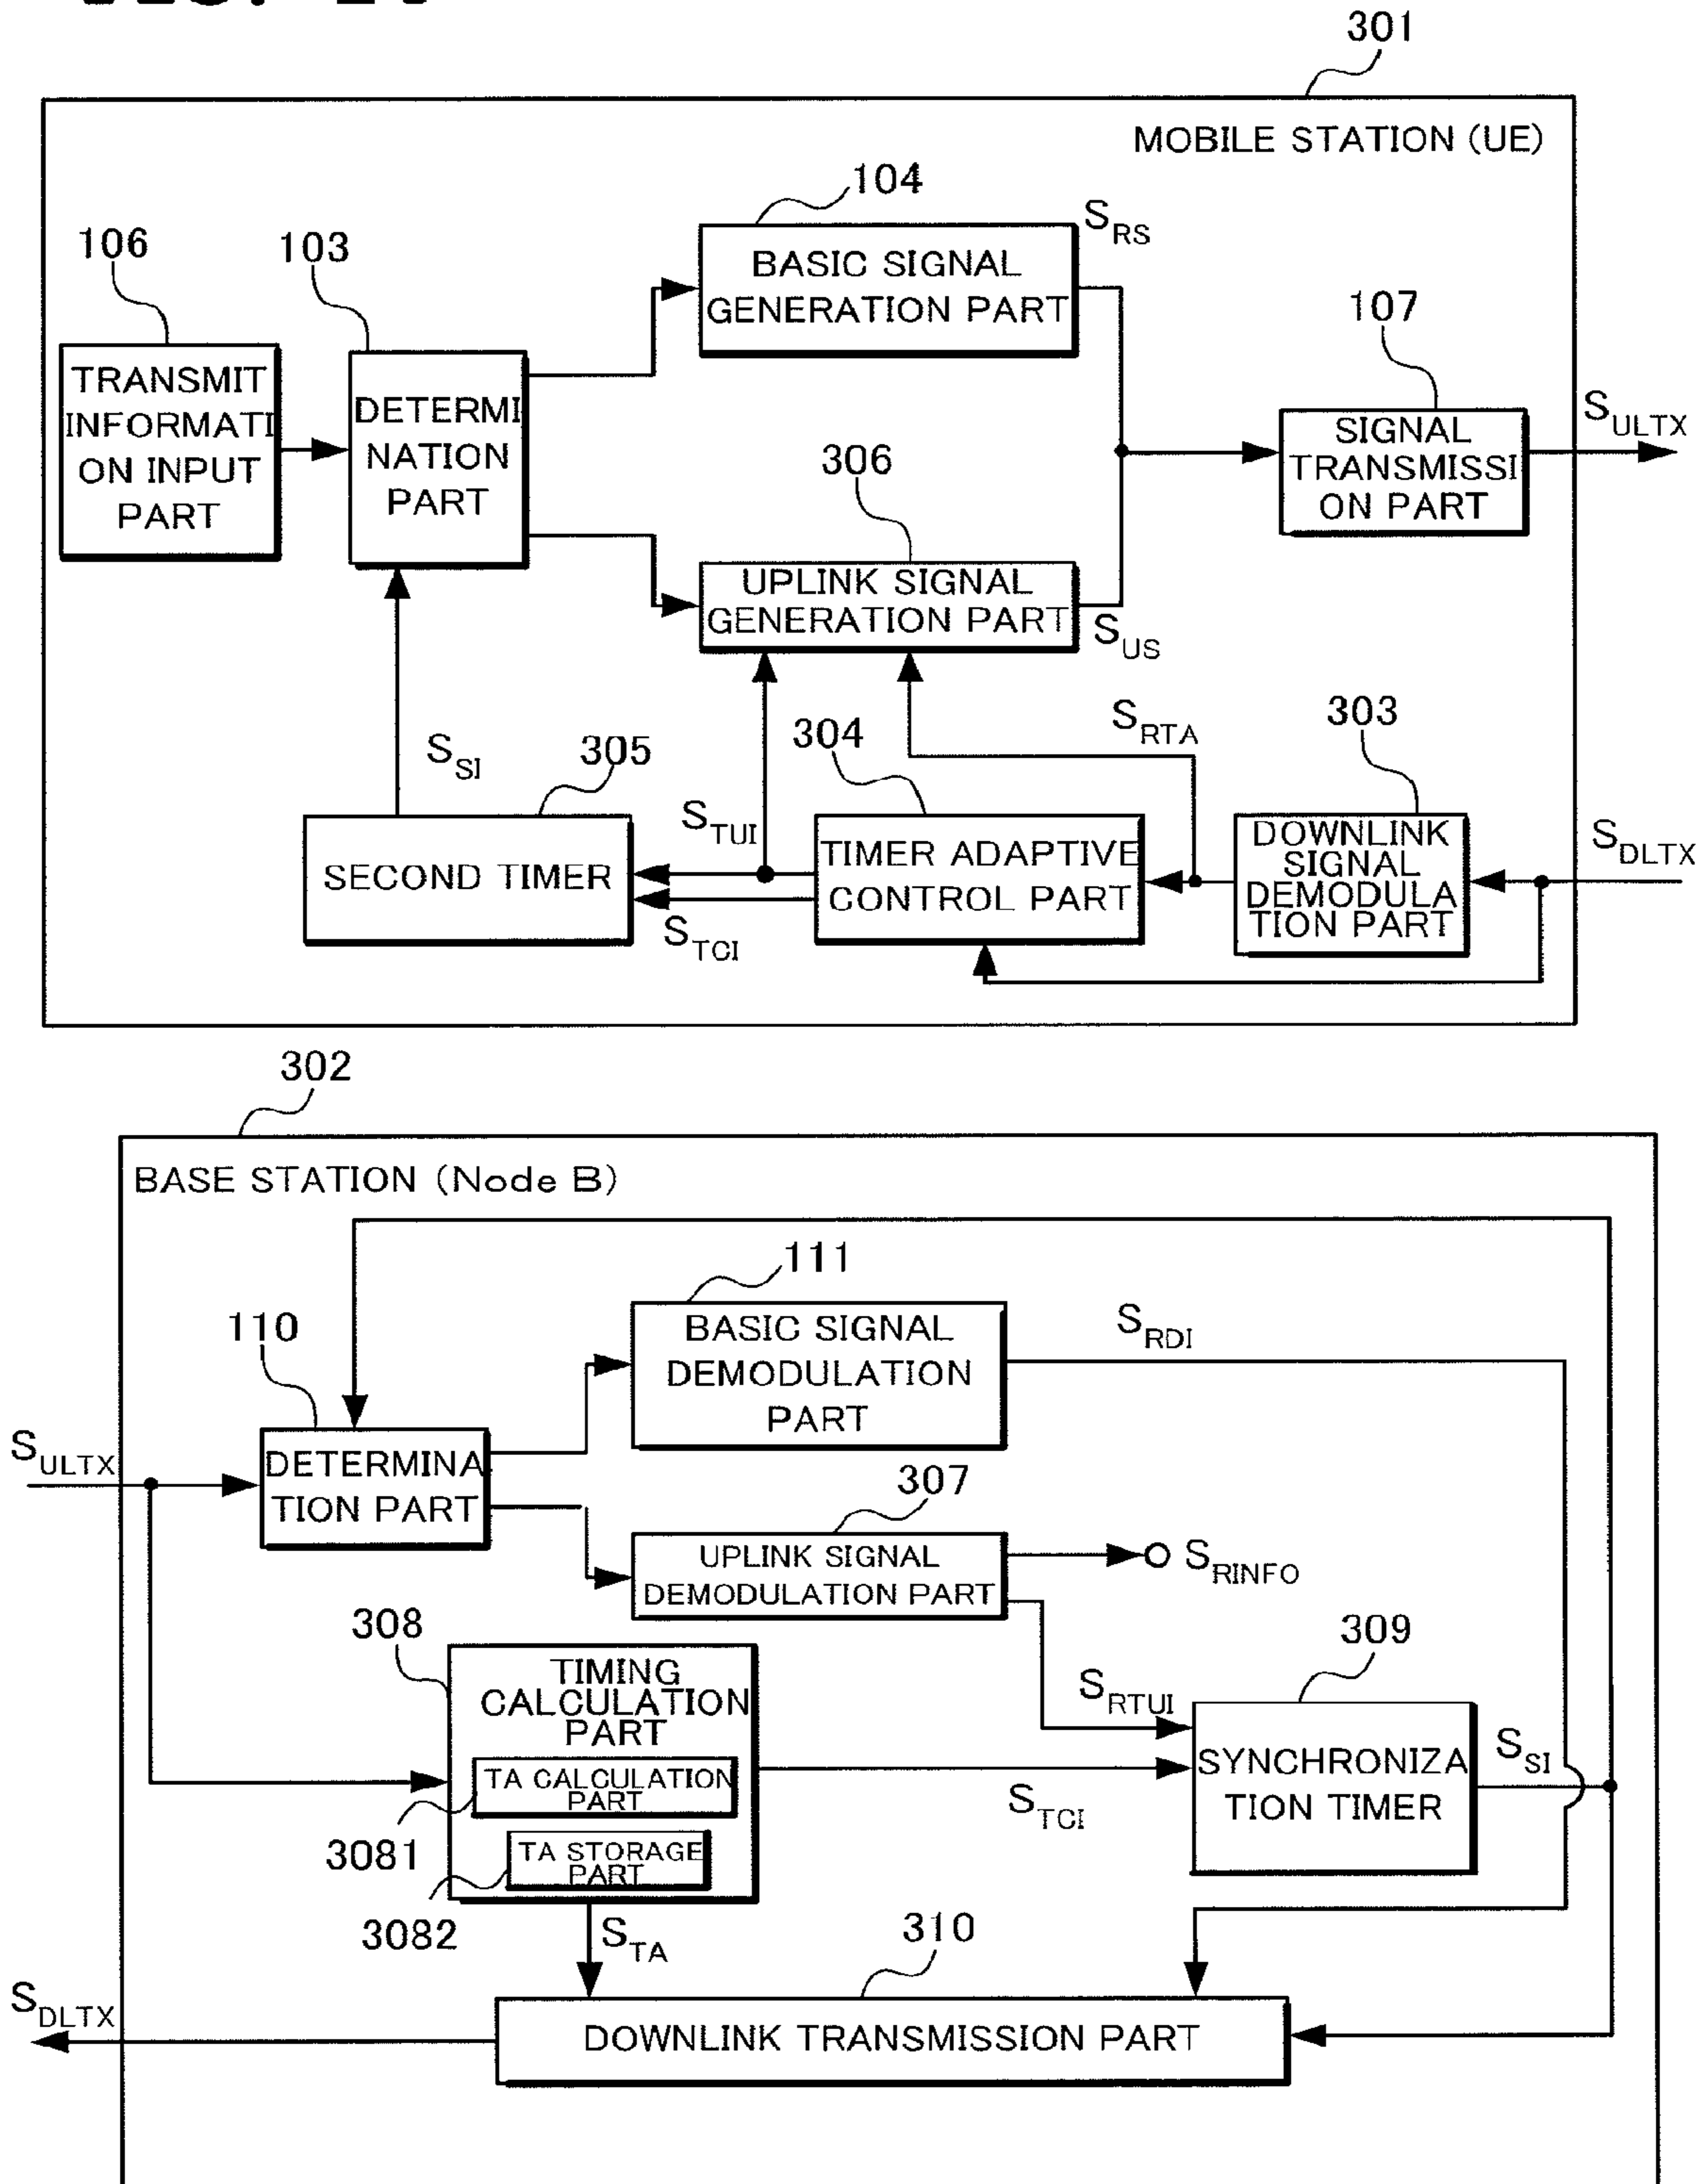 301
MOBILE STATION (UE)
104
S_RS
106
103
BASIC SIGNAL
GENERATION PART
107
TRANSMIT
INFORMATI
ON INPUT
PART
DETERMI
NATION
PART
SIGNAL
TRANSMISSI
ON PART
S_ULTX
306
UPLINK SIGNAL
GENERATION PART
S_US
S_SI
305
S_TUI
304
S_RTA
303
SECOND TIMER
TIMER ADAPTIVE
CONTROL PART
DOWNLINK
SIGNAL
DEMODULA
TION PART
S_DLTX
S_TCI
302
BASE STATION (Node B)
111
110
BASIC SIGNAL
DEMODULATION
PART
S_RDI
S_ULTX
DETERMINA
TION PART
307
UPLINK SIGNAL
DEMODULATION PART
S_RINFO
308
TIMING
CALCULATION
PART
309
S_RTUI
TA CALCULATION
PART
S_TCI
SYNCHRONIZA
TION TIMER
S_SI
3081
TA STORAGE
PART
3082
S_TA
310
S_DLTX
DOWNLINK TRANSMISSION PART